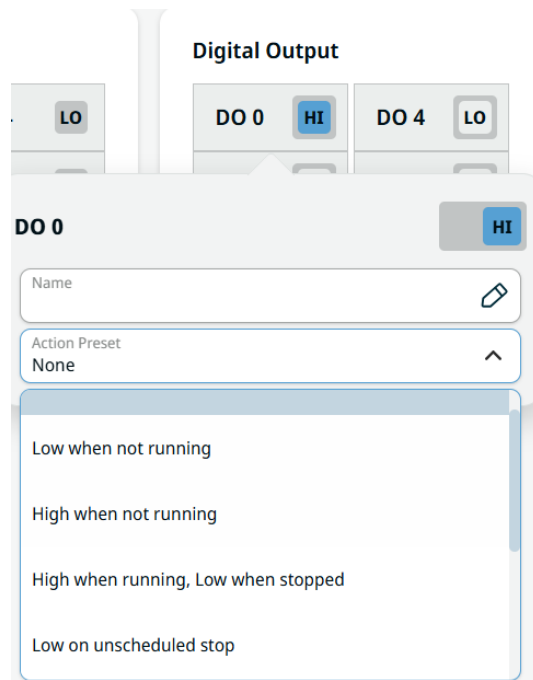 Digital Output
LO
DO 0 HI DO 4 LO
DO 0 HI
Name
Action Preset
None
Low when not running
High when not running
High when running, Low when stopped
Low on unscheduled stop